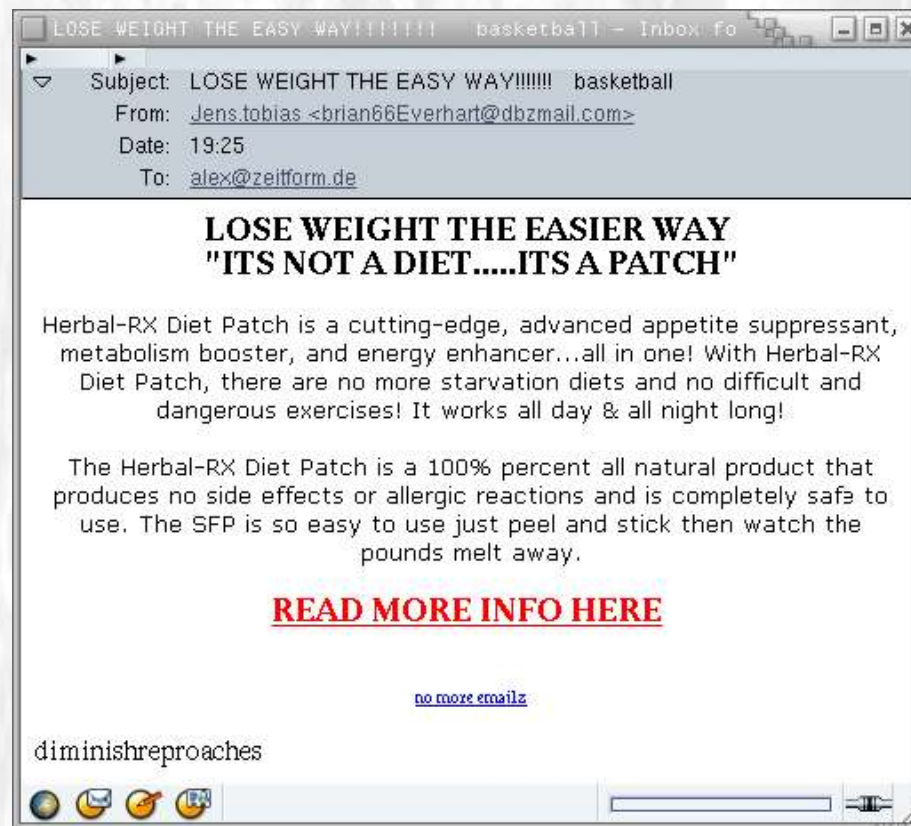 LOSE WEIGHT THE EASY WAY!!!!!!! basketball - Inbox fo
Subject: LOSE WEIGHT THE EASY WAY!!!!!!! basketball
From: Jens.tobias <brian66Everhart@dbzmail.com>
Date: 19:25
To: alex@zeitform.de
LOSE WEIGHT THE EASIER WAY
"ITS NOT A DIET.....ITS A PATCH"
Herbal-RX Diet Patch is a cutting-edge, advanced appetite suppressant,
metabolism booster, and energy enhancer...all in one! With Herbal-RX
Diet Patch, there are no more starvation diets and no difficult and
dangerous exercises! It works all day & all night long!
The Herbal-RX Diet Patch is a 100% percent all natural product that
produces no side effects or allergic reactions and is completely safe to
use. The SFP is so easy to use just peel and stick then watch the
pounds melt away.
READ MORE INFO HERE
no more emailz
diminishreproaches